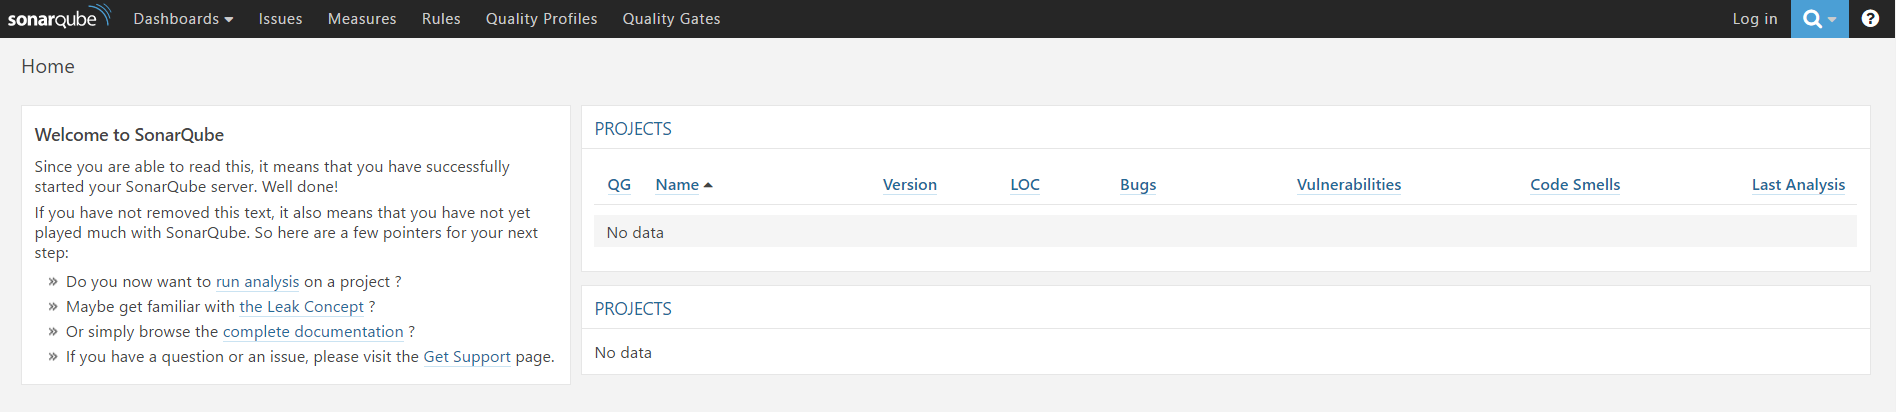 sonarqube Dashboards Issues Measures Rules Quality Profiles Quality Gates Log in
Home
Welcome to SonarQube
Since you are able to read this, it means that you have successfully
started your SonarQube server. Well done!
If you have not removed this text, it also means that you have not yet
played much with SonarQube. So here are a few pointers for your next
step:
» Do you now want to run analysis on a project ?
» Maybe get familiar with the Leak Concept ?
» Or simply browse the complete documentation ?
» If you have a question or an issue, please visit the Get Support page.
PROJECTS
QG Name Version LOC Bugs Vulnerabilities Code Smells Last Analysis
No data
PROJECTS
No data